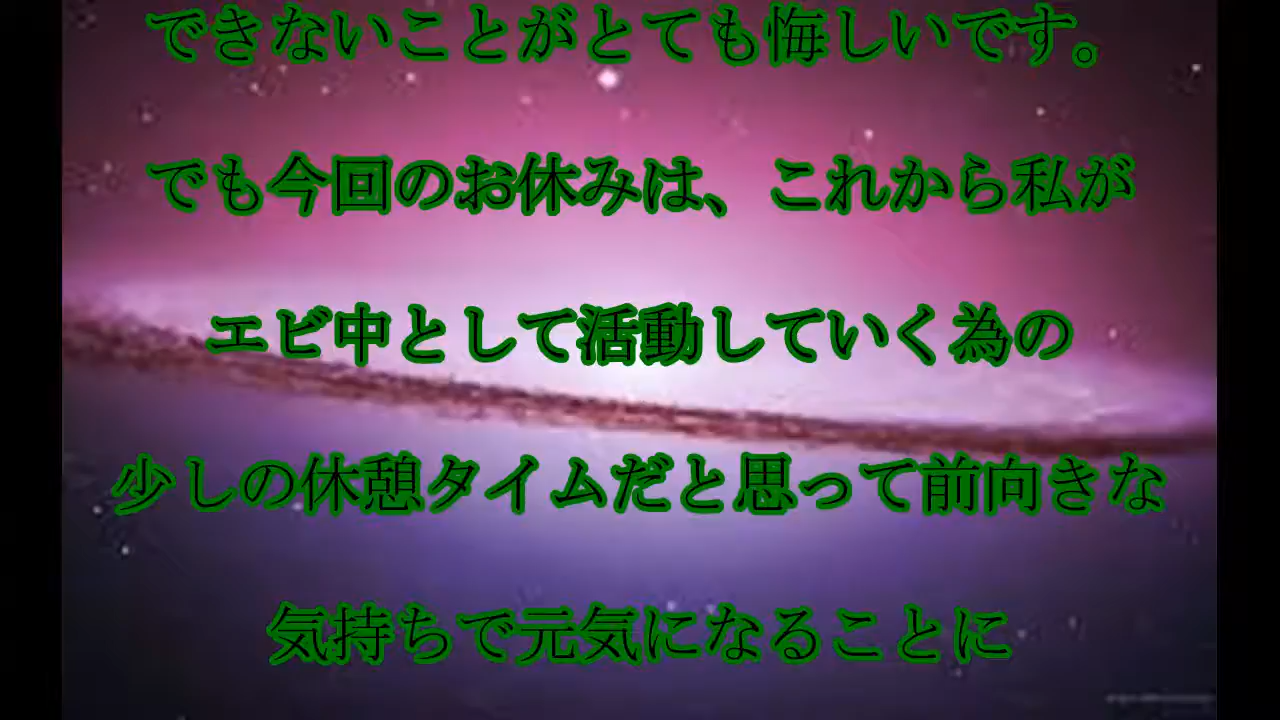 できないことがとても悔しいです。
でも今回のお休みは、これから私が
エビ中として活動していく為の
少しの休憩タイムだと思って前向きな
気持ちで元気になることに